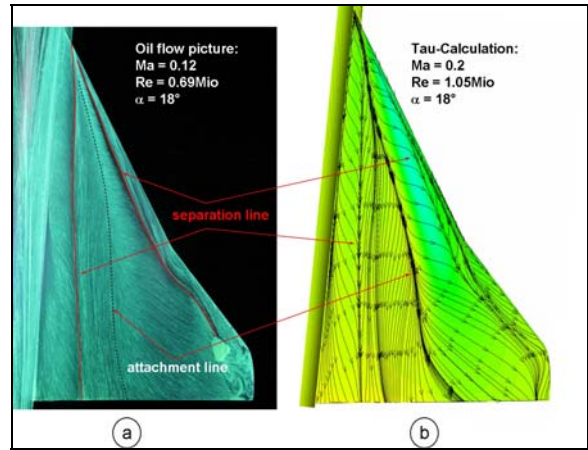 Oil flow picture:
Ma = 0.12
Re = 0.69Mio
α = 18°
Tau-Calculation:
Ma = 0.2
Re = 1.05Mio
α = 18°
separation line
attachment line
a
b